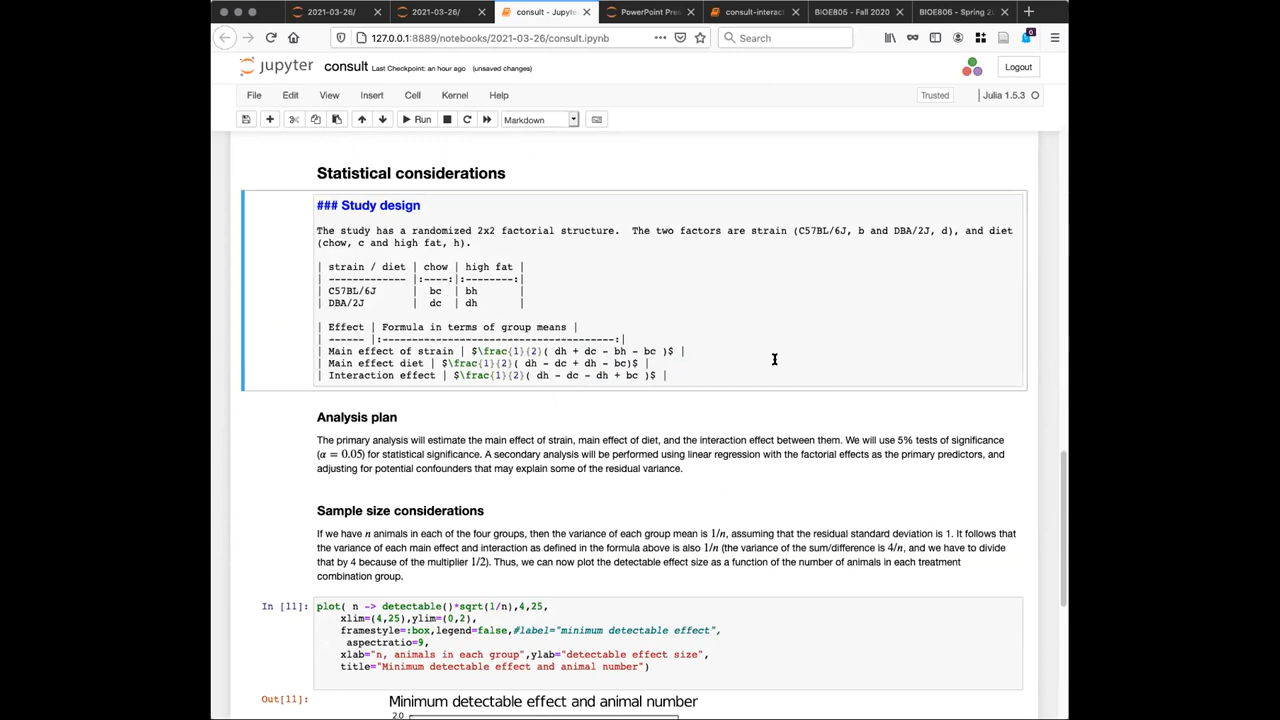 2021-03-26/
2021-03-26/
consult - Jupyte
PowerPoint Pres
consult-interac
BIOE805 - Fall 2020
BIOE806 - Spring 2
127.0.0.1:8889/notebooks/2021-03-26/consult.ipynb
Search
0
jupyter consult Last Checkpoint: an hour ago (unsaved changes)
Logout
File Edit View Insert Cell Kernel Help
Trusted
Julia 1.5.3
Run
Markdown
Statistical considerations
### Study design
The study has a randomized 2x2 factorial structure. The two factors are strain (C57BL/6J, b and DBA/2J, d), and diet
(chow, c and high fat, h).
| strain / diet | chow | high fat |
| ------------- |:----:|:--------:|
| C57BL/6J | bc | bh |
| DBA/2J | dc | dh |
| Effect | Formula in terms of group means |
| ------ |:---------------------------------------:|
| Main effect of strain | $\frac{1}{2}( dh + dc - bh - bc )$ |
| Main effect diet | $\frac{1}{2}( dh - dc + dh - bc)$ |
| Interaction effect | $\frac{1}{2}( dh - dc - dh + bc )$ |
Analysis plan
The primary analysis will estimate the main effect of strain, main effect of diet, and the interaction effect between them. We will use 5% tests of significance
(α = 0.05) for statistical significance. A secondary analysis will be performed using linear regression with the factorial effects as the primary predictors, and
adjusting for potential confounders that may explain some of the residual variance.
Sample size considerations
If we have n animals in each of the four groups, then the variance of each group mean is 1/n, assuming that the residual standard deviation is 1. It follows that
the variance of each main effect and interaction as defined in the formula above is also 1/n (the variance of the sum/difference is 4/n, and we have to divide
that by 4 because of the multiplier 1/2). Thus, we can now plot the detectable effect size as a function of the number of animals in each treatment
combination group.
In [11]: plot( n -> detectable()*sqrt(1/n),4,25,
xlim=(4,25),ylim=(0,2),
framestyle=:box,legend=false,#label="minimum detectable effect",
aspectratio=9,
xlab="n, animals in each group",ylab="detectable effect size",
title="Minimum detectable effect and animal number")
Out[11]:
Minimum detectable effect and animal number
2.0